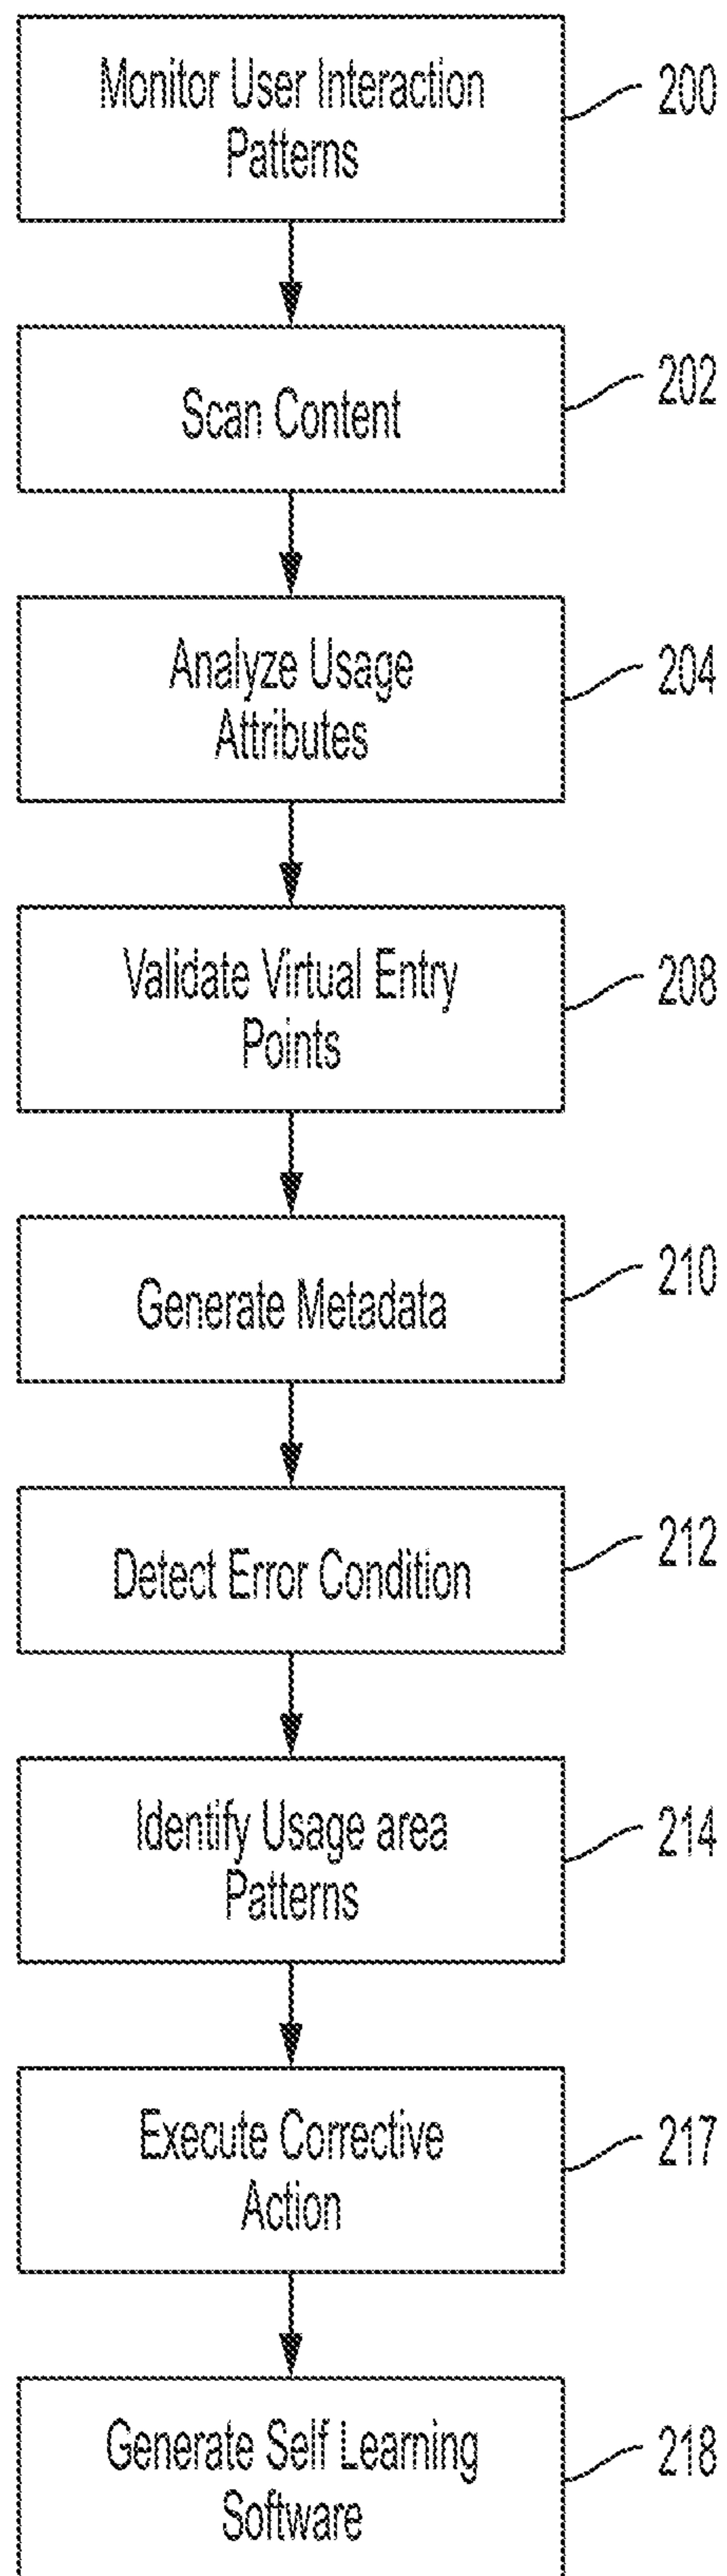 Monitor User Interaction
Patterns
200
Scan Content
202
Analyze Usage
Attributes
204
Validate Virtual Entry
Points
208
Generate Metadata
210
Detect Error Condition
212
Identify Usage area
Patterns
214
Execute Corrective
Action
217
Generate Self Learning
Software
218